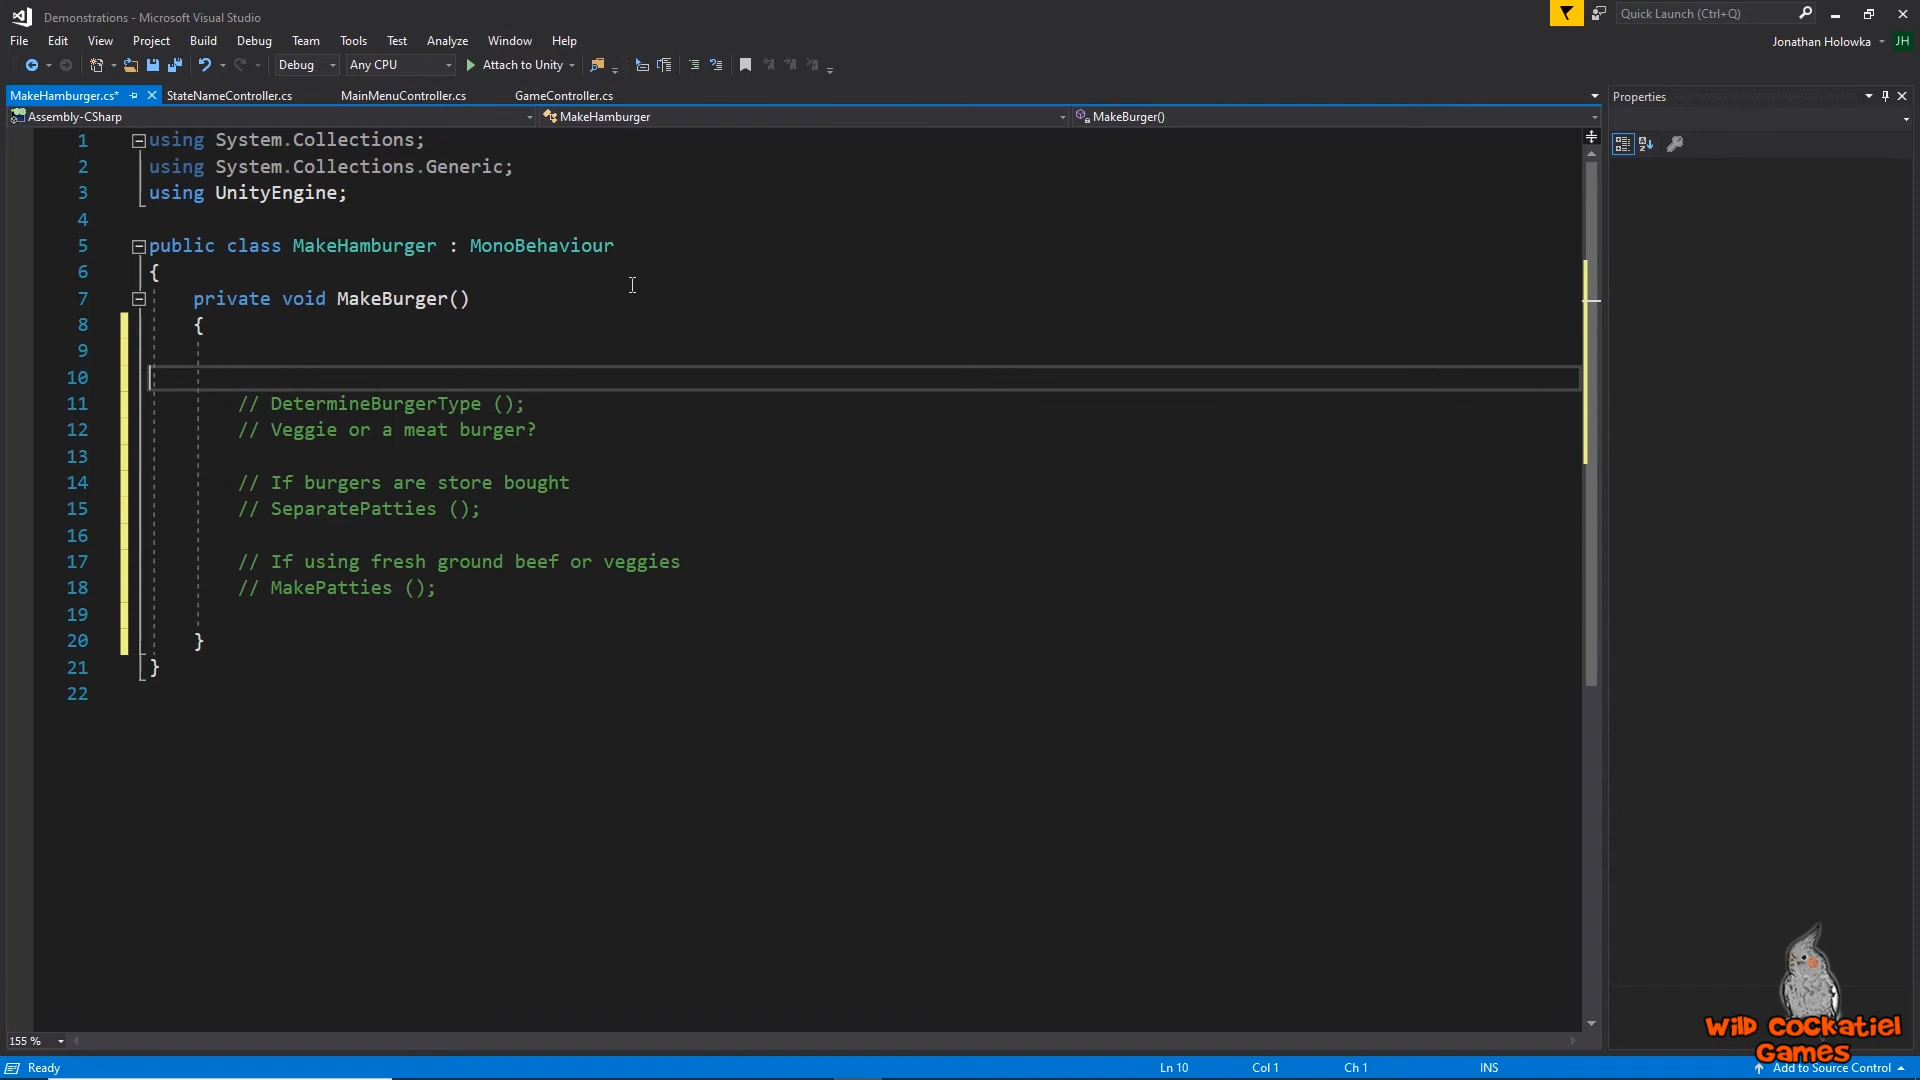 Demonstrations - Microsoft Visual Studio
Quick Launch (Ctrl+Q)
File Edit View Project Build Debug Team Tools Test Analyze Window Help
Jonathan Holowka JH
Debug Any CPU Attach to Unity
MakeHamburger.cs* StateNameController.cs MainMenuController.cs GameController.cs
Properties
Assembly-CSharp MakeHamburger MakeBurger()
1 using System.Collections;
2 using System.Collections.Generic;
3 using UnityEngine;
4
5 public class MakeHamburger : MonoBehaviour
6 {
7 private void MakeBurger()
8 {
9
10
11 // DetermineBurgerType ();
12 // Veggie or a meat burger?
13
14 // If burgers are store bought
15 // SeparatePatties ();
16
17 // If using fresh ground beef or veggies
18 // MakePatties ();
19
20 }
21 }
22
155 %
Wild Cockatiel
Games
Ready Ln 10 Col 1 Ch 1 INS Add to Source Control